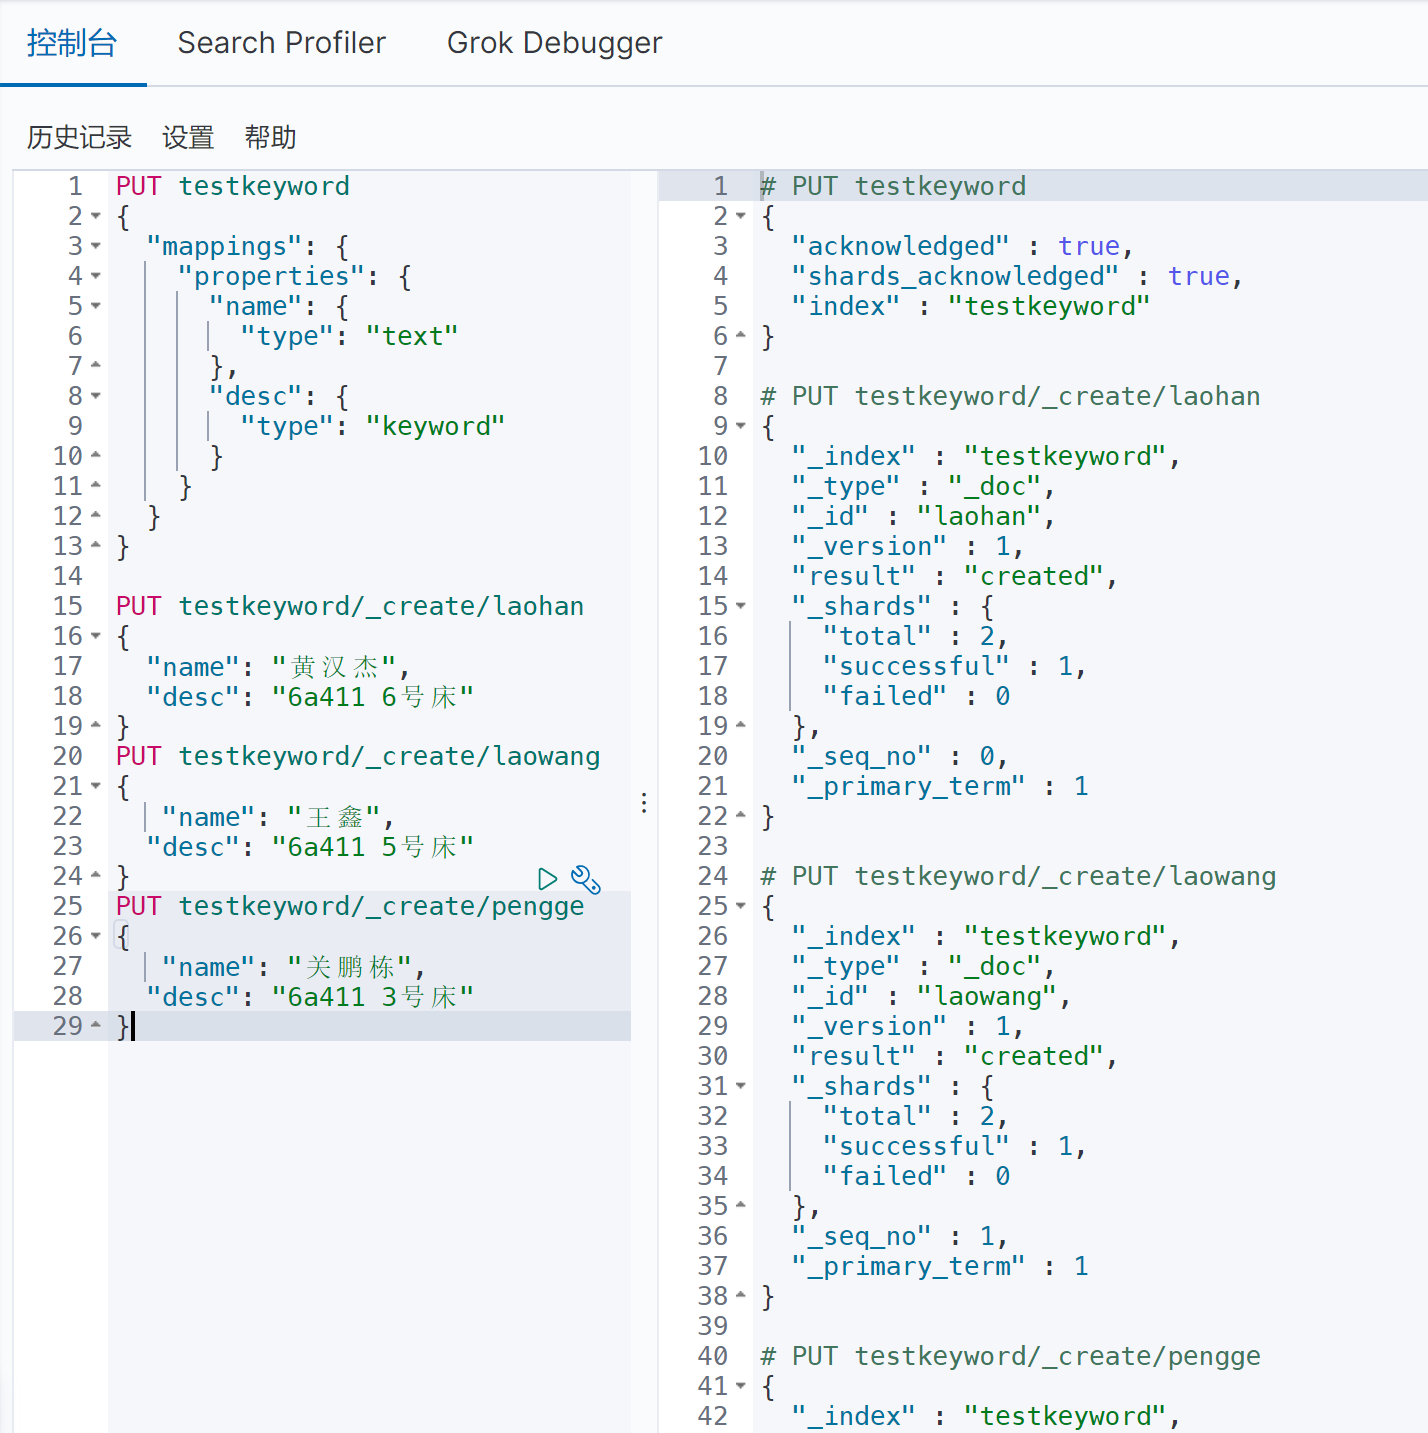 控制台 Search Profiler Grok Debugger
历史记录 设置 帮助
1 PUT testkeyword
2 {
3 "mappings": {
4 "properties": {
5 "name": {
6 "type": "text"
7 },
8 "desc": {
9 "type": "keyword"
10 }
11 }
12 }
13 }
14
15 PUT testkeyword/_create/laohan
16 {
17 "name": "黄汉杰",
18 "desc": "6a411 6号床"
19 }
20 PUT testkeyword/_create/laowang
21 {
22 "name": "王鑫",
23 "desc": "6a411 5号床"
24 }
25 PUT testkeyword/_create/pengge
26 {
27 "name": "关鹏栋",
28 "desc": "6a411 3号床"
29 }
1 # PUT testkeyword
2 {
3 "acknowledged" : true,
4 "shards_acknowledged" : true,
5 "index" : "testkeyword"
6 }
7
8 # PUT testkeyword/_create/laohan
9 {
10 "_index" : "testkeyword",
11 "_type" : "_doc",
12 "_id" : "laohan",
13 "_version" : 1,
14 "result" : "created",
15 "_shards" : {
16 "total" : 2,
17 "successful" : 1,
18 "failed" : 0
19 },
20 "_seq_no" : 0,
21 "_primary_term" : 1
22 }
23
24 # PUT testkeyword/_create/laowang
25 {
26 "_index" : "testkeyword",
27 "_type" : "_doc",
28 "_id" : "laowang",
29 "_version" : 1,
30 "result" : "created",
31 "_shards" : {
32 "total" : 2,
33 "successful" : 1,
34 "failed" : 0
35 },
36 "_seq_no" : 1,
37 "_primary_term" : 1
38 }
39
40 # PUT testkeyword/_create/pengge
41 {
42 "_index" : "testkeyword",